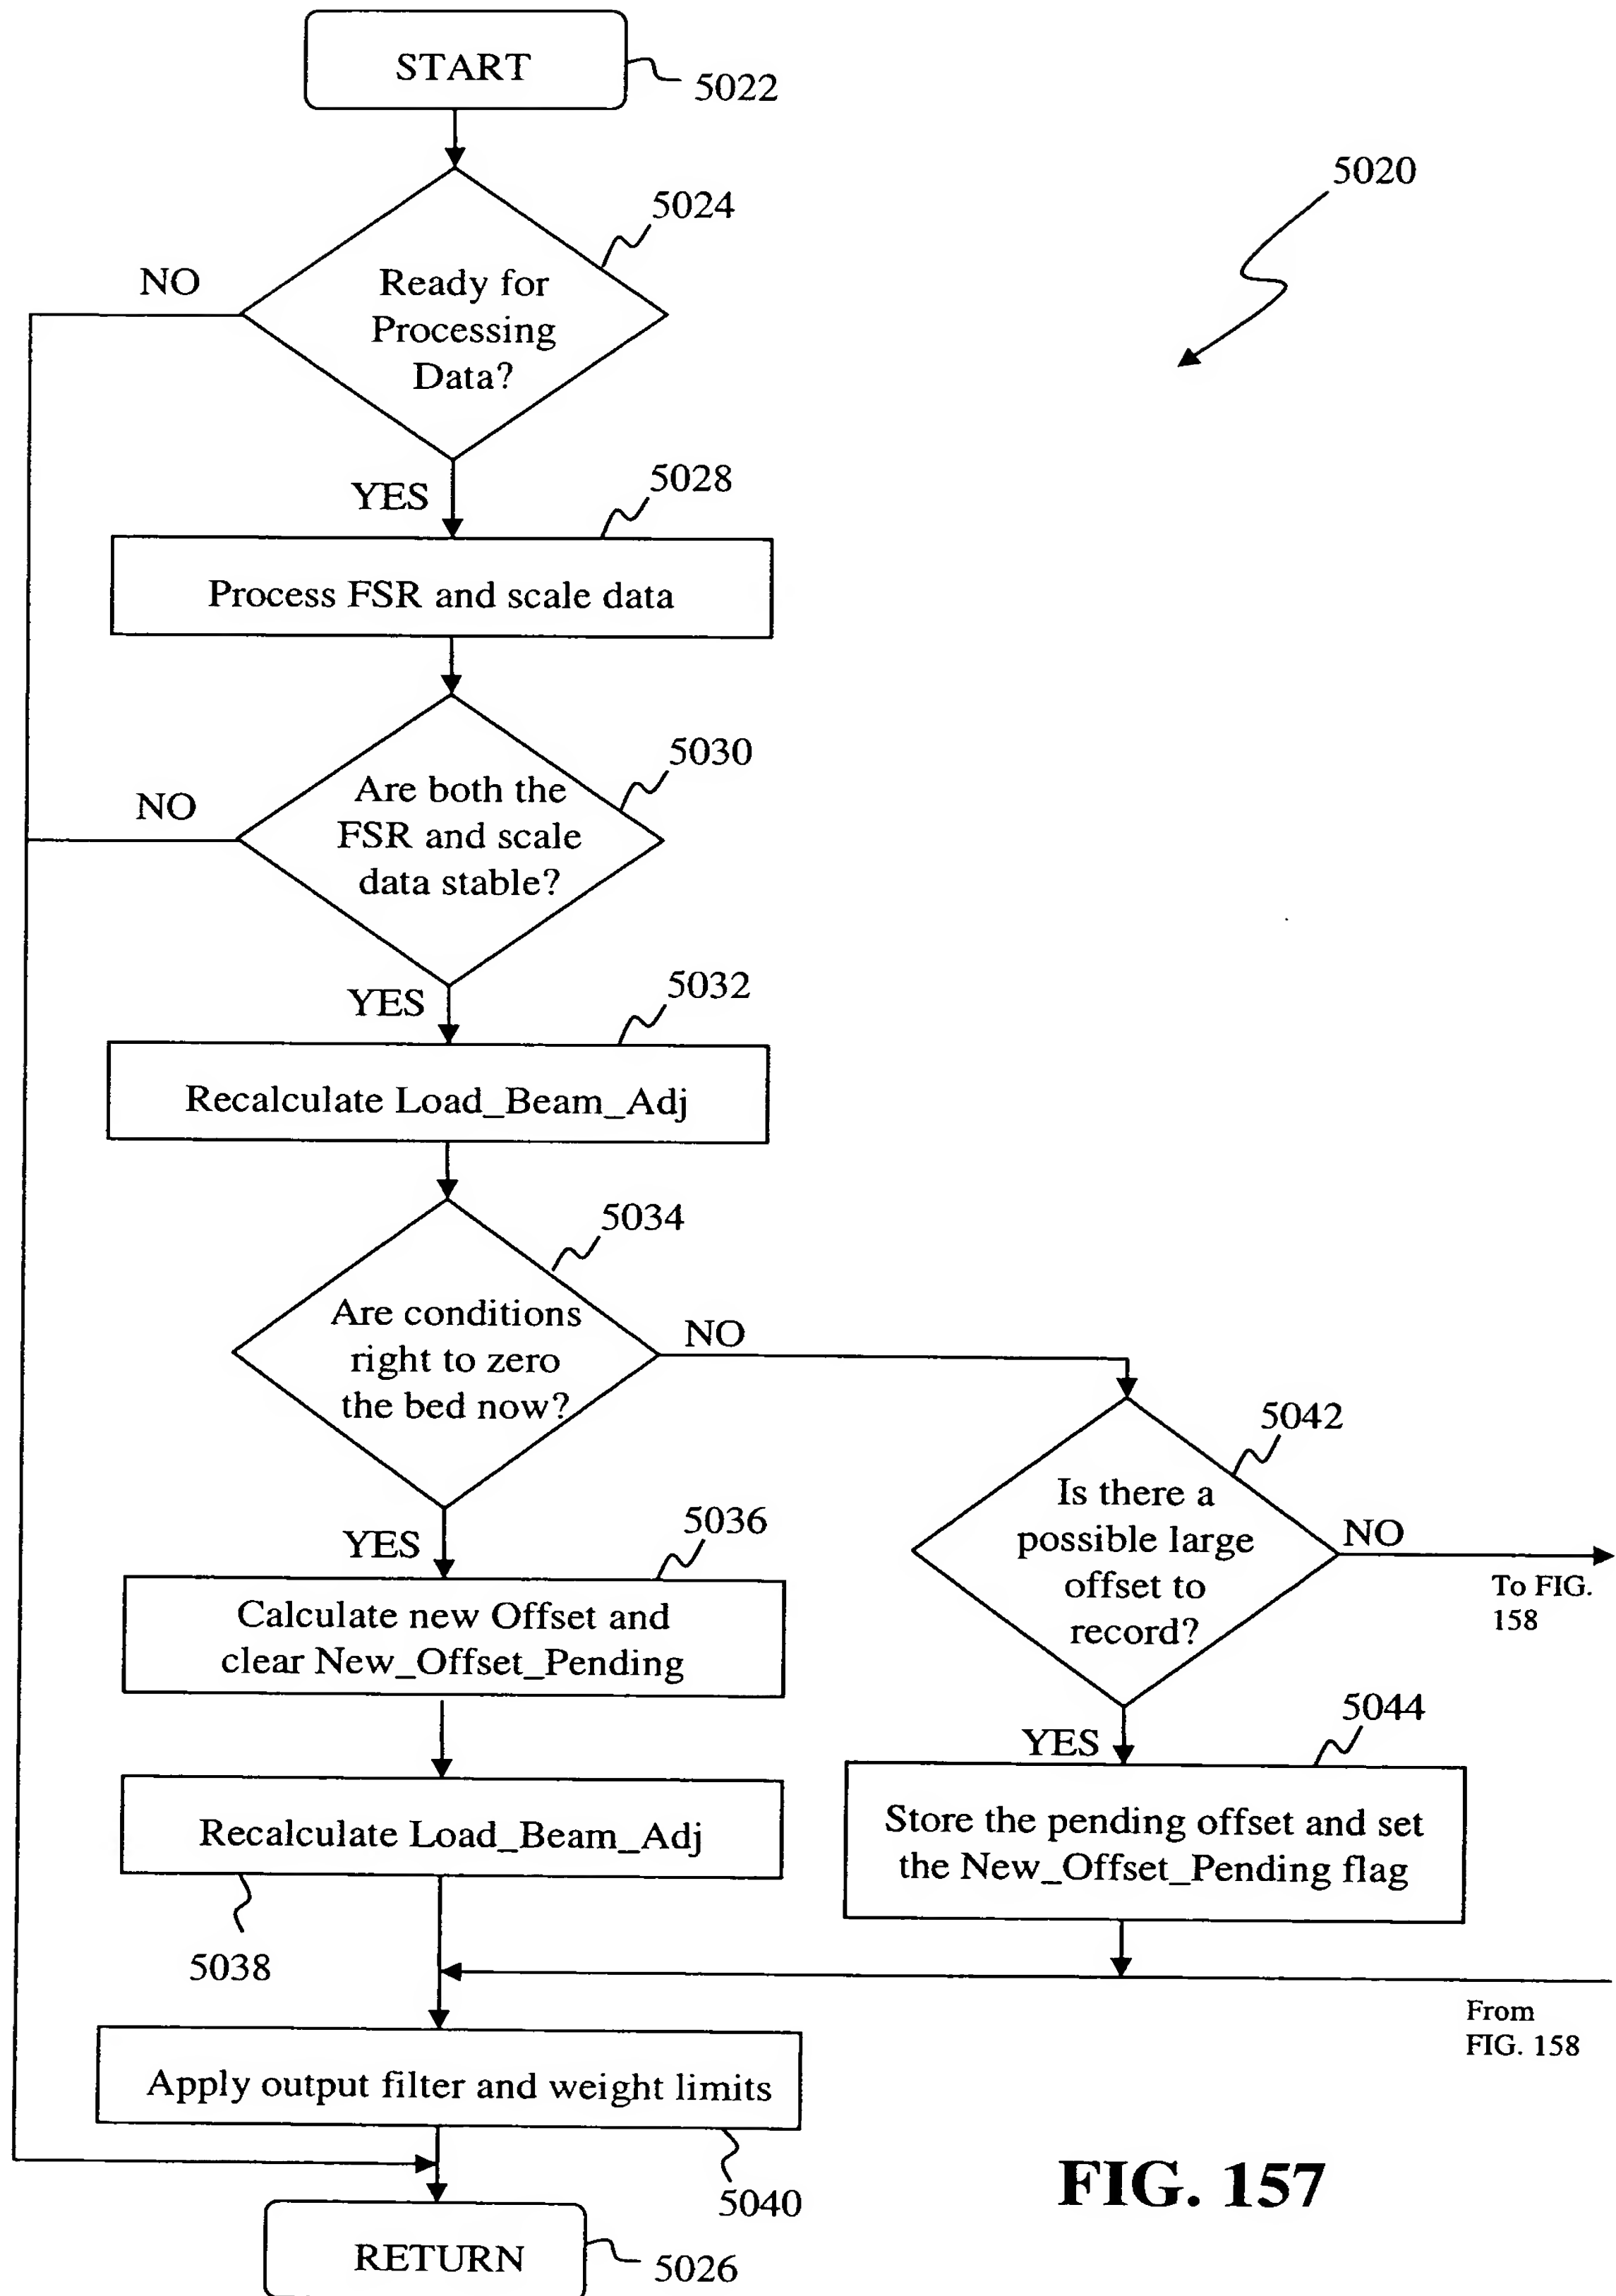 START
5022
5020
5024
NO
Ready for
Processing
Data?
YES
5028
Process FSR and scale data
5030
NO
Are both the
FSR and scale
data stable?
YES
5032
Recalculate Load_Beam_Adj
5034
Are conditions
right to zero
the bed now?
NO
5042
Is there a
possible large
offset to
record?
NO
To FIG.
158
YES
5036
Calculate new Offset and
clear New_Offset_Pending
YES
5044
Store the pending offset and set
the New_Offset_Pending flag
Recalculate Load_Beam_Adj
5038
From
FIG. 158
Apply output filter and weight limits
5040
RETURN
5026
FIG. 157